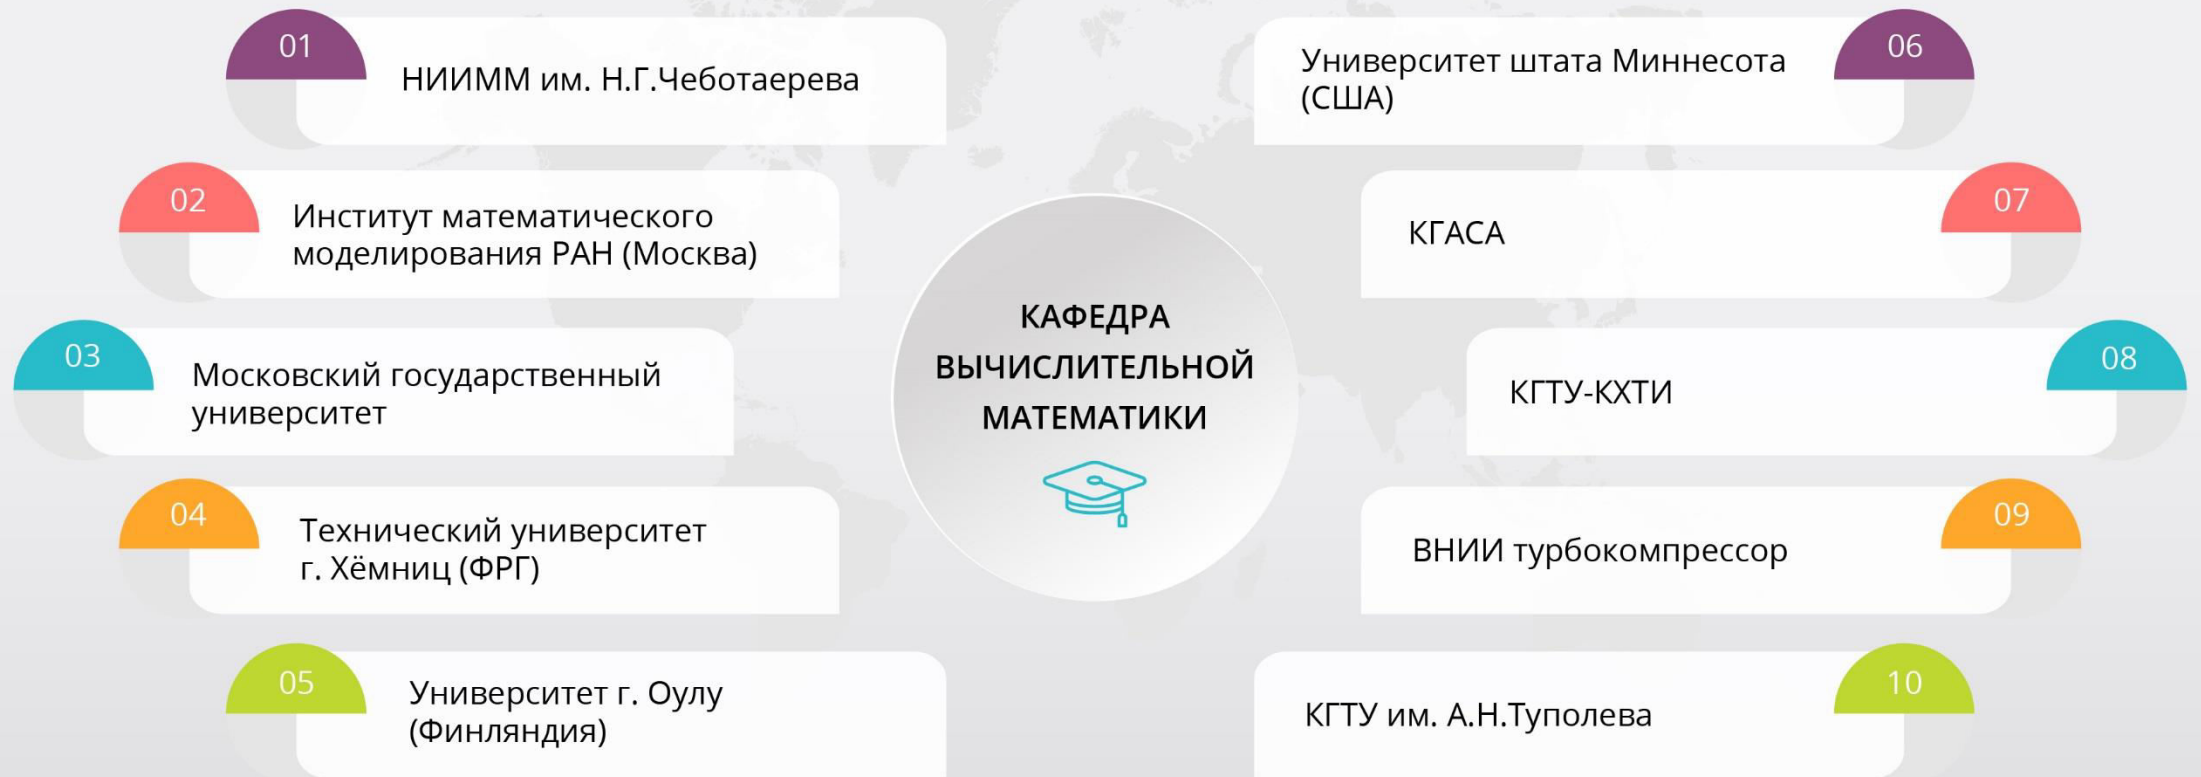 01
НИИММ им. Н.Г.Чеботаерева
02
Институт математического
моделирования РАН (Москва)
03
Московский государственный
университет
04
Технический университет
г. Хёмниц (ФРГ)
05
Университет г. Оулу
(Финляндия)
КАФЕДРА
ВЫЧИСЛИТЕЛЬНОЙ
МАТЕМАТИКИ
06
Университет штата Миннесота
(США)
07
КГАСА
08
КГТУ-КХТИ
09
ВНИИ турбокомпрессор
10
КГТУ им. А.Н.Туполева